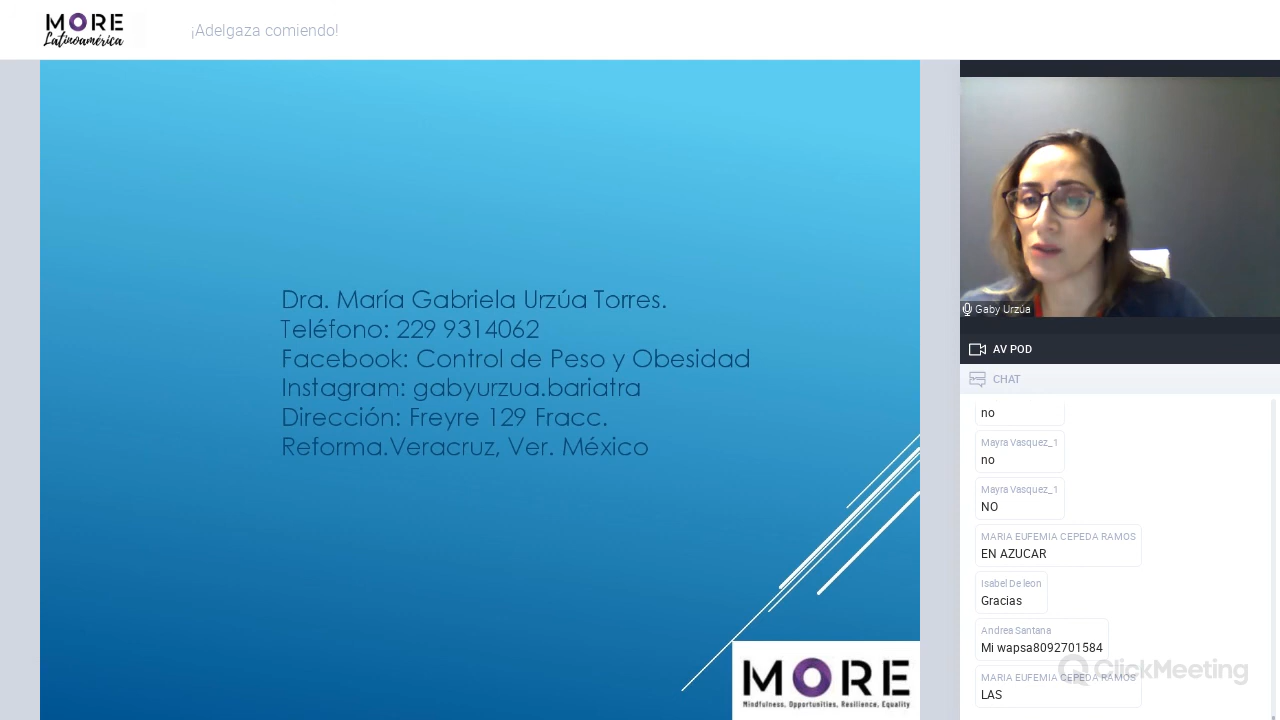 MORE
Latinoamérica
¡Adelgaza comiendo!
Dra. María Gabriela Urzúa Torres.
Teléfono: 229 9314062
Facebook: Control de Peso y Obesidad
Instagram: gabyurzua.bariatra
Dirección: Freyre 129 Fracc.
Reforma.Veracruz, Ver. México
MORE
Mindfulness, Opportunities, Resilience, Equality
Gaby Urzúa
AV POD
CHAT
no
Mayra Vasquez_1
no
Mayra Vasquez_1
NO
MARIA EUFEMIA CEPEDA RAMOS
EN AZUCAR
Isabel De leon
Gracias
Andrea Santana
Mi wapsa8092701584
MARIA EUFEMIA CEPEDA RAMOS
LAS
ClickMeeting